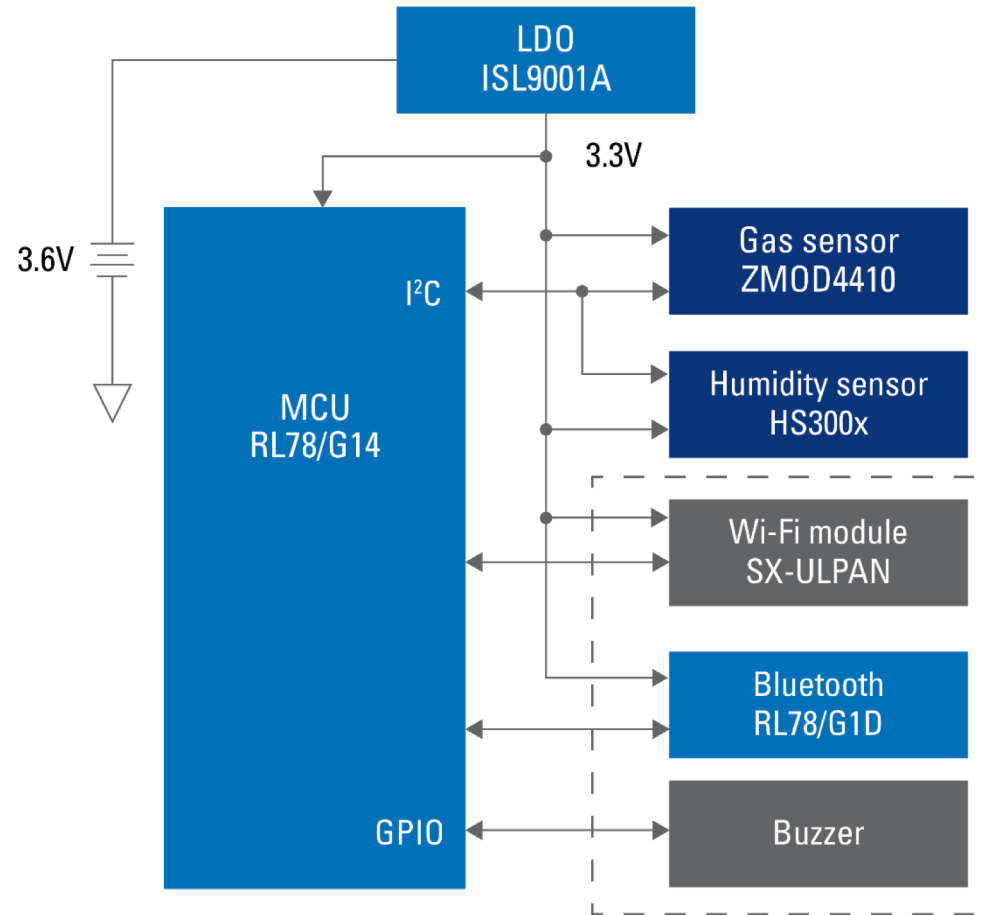 LDO
ISL9001A
3.3V
3.6V
Gas sensor
ZMOD4410
I²C
Humidity sensor
HS300x
MCU
RL78/G14
Wi-Fi module
SX-ULPAN
Bluetooth
RL78/G1D
GPIO
Buzzer